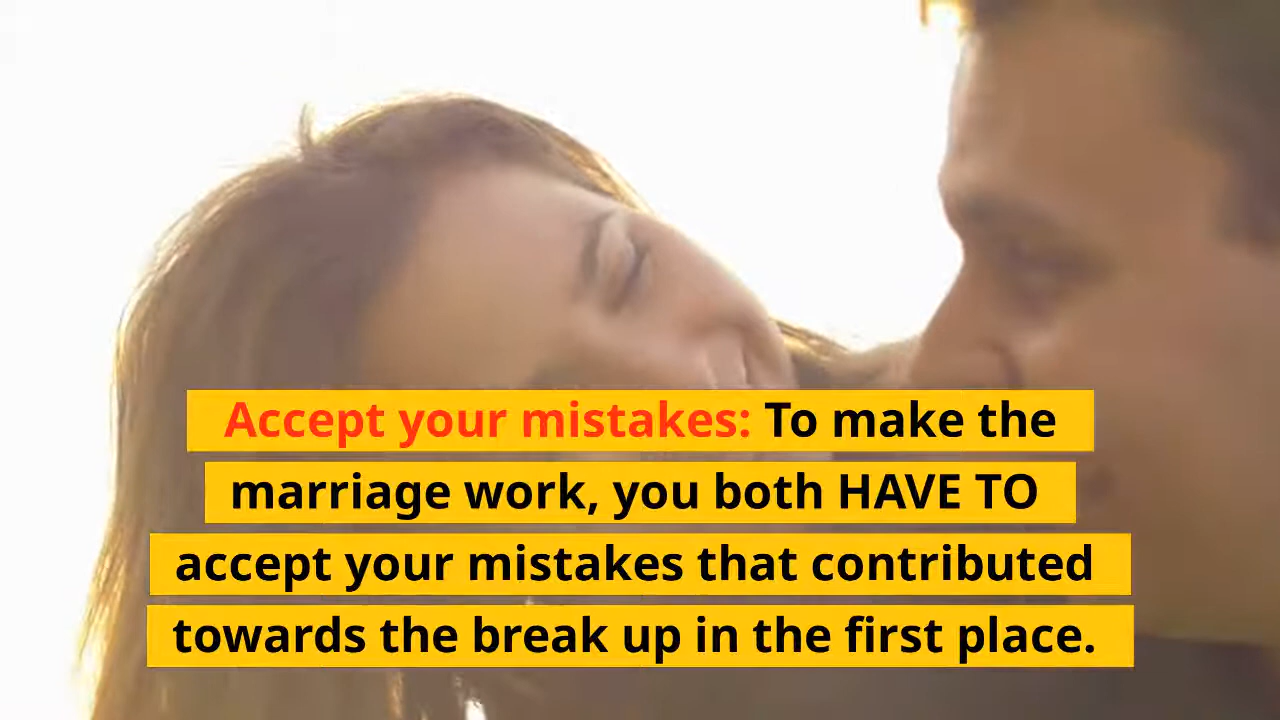 Accept your mistakes: To make the
marriage work, you both HAVE TO
accept your mistakes that contributed
towards the break up in the first place.